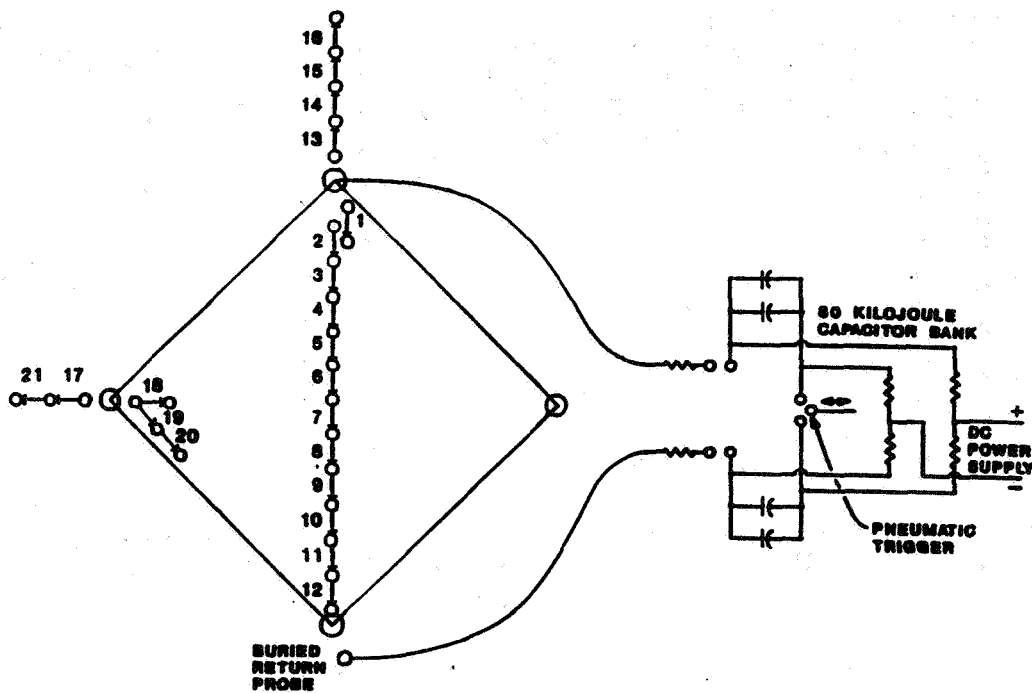 16
15
14
13
1
2
3
4
5
6
7
8
9
10
11
12
21 17
18
19
20
80 KILOJOULE
CAPACITOR BANK
+
DC
POWER
SUPPLY
−
PNEUMATIC
TRIGGER
BURIED
RETURN
PROBE